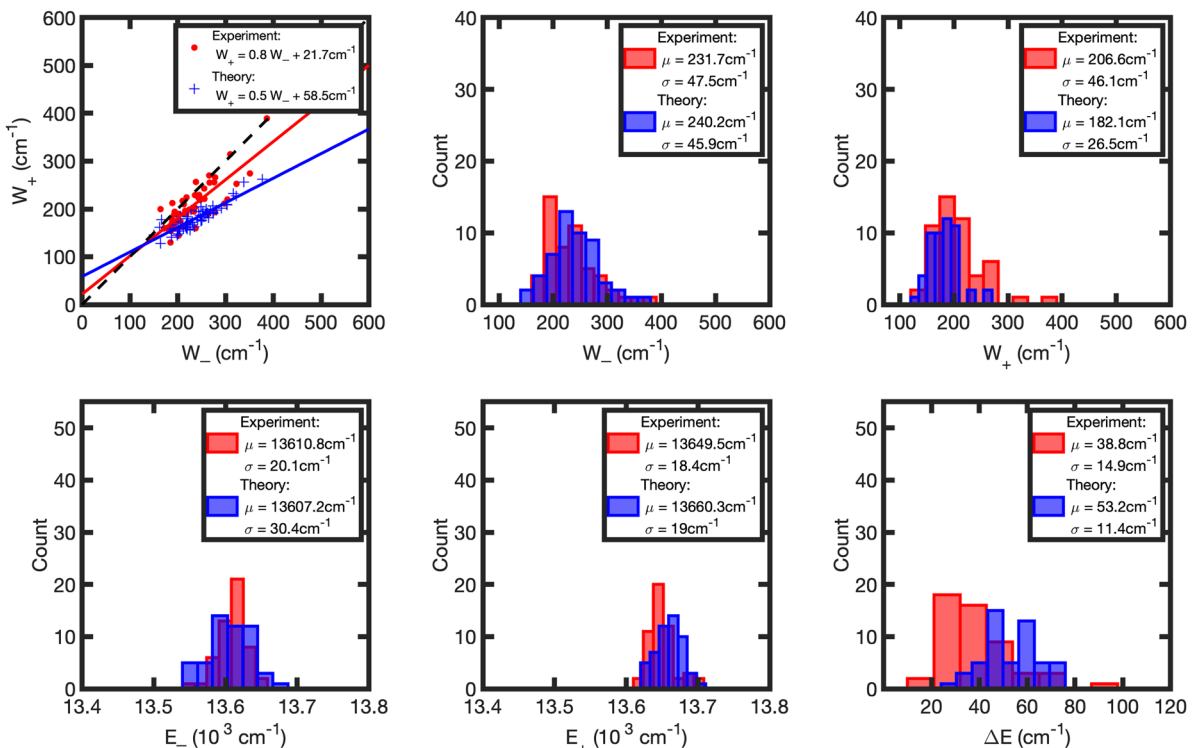 600
500
400
300
200
100
0
W+ (cm-1)
Experiment:
W+ = 0.8 W− + 21.7cm-1
Theory:
W+ = 0.5 W− + 58.5cm-1
0 100 200 300 400 500 600
W− (cm-1)
40
30
20
10
0
Count
Experiment:
μ = 231.7cm-1
σ = 47.5cm-1
Theory:
μ = 240.2cm-1
σ = 45.9cm-1
100 200 300 400 500 600
W− (cm-1)
40
30
20
10
0
Count
Experiment:
μ = 206.6cm-1
σ = 46.1cm-1
Theory:
μ = 182.1cm-1
σ = 26.5cm-1
100 200 300 400 500 600
W+ (cm-1)
50
40
30
20
10
0
Count
Experiment:
μ = 13610.8cm-1
σ = 20.1cm-1
Theory:
μ = 13607.2cm-1
σ = 30.4cm-1
13.4 13.5 13.6 13.7 13.8
E− (10 3 cm-1)
50
40
30
20
10
0
Count
Experiment:
μ = 13649.5cm-1
σ = 18.4cm-1
Theory:
μ = 13660.3cm-1
σ = 19cm-1
13.4 13.5 13.6 13.7 13.8
E+ (10 3 cm-1)
50
40
30
20
10
0
Count
Experiment:
μ = 38.8cm-1
σ = 14.9cm-1
Theory:
μ = 53.2cm-1
σ = 11.4cm-1
20 40 60 80 100 120
ΔE (cm-1)